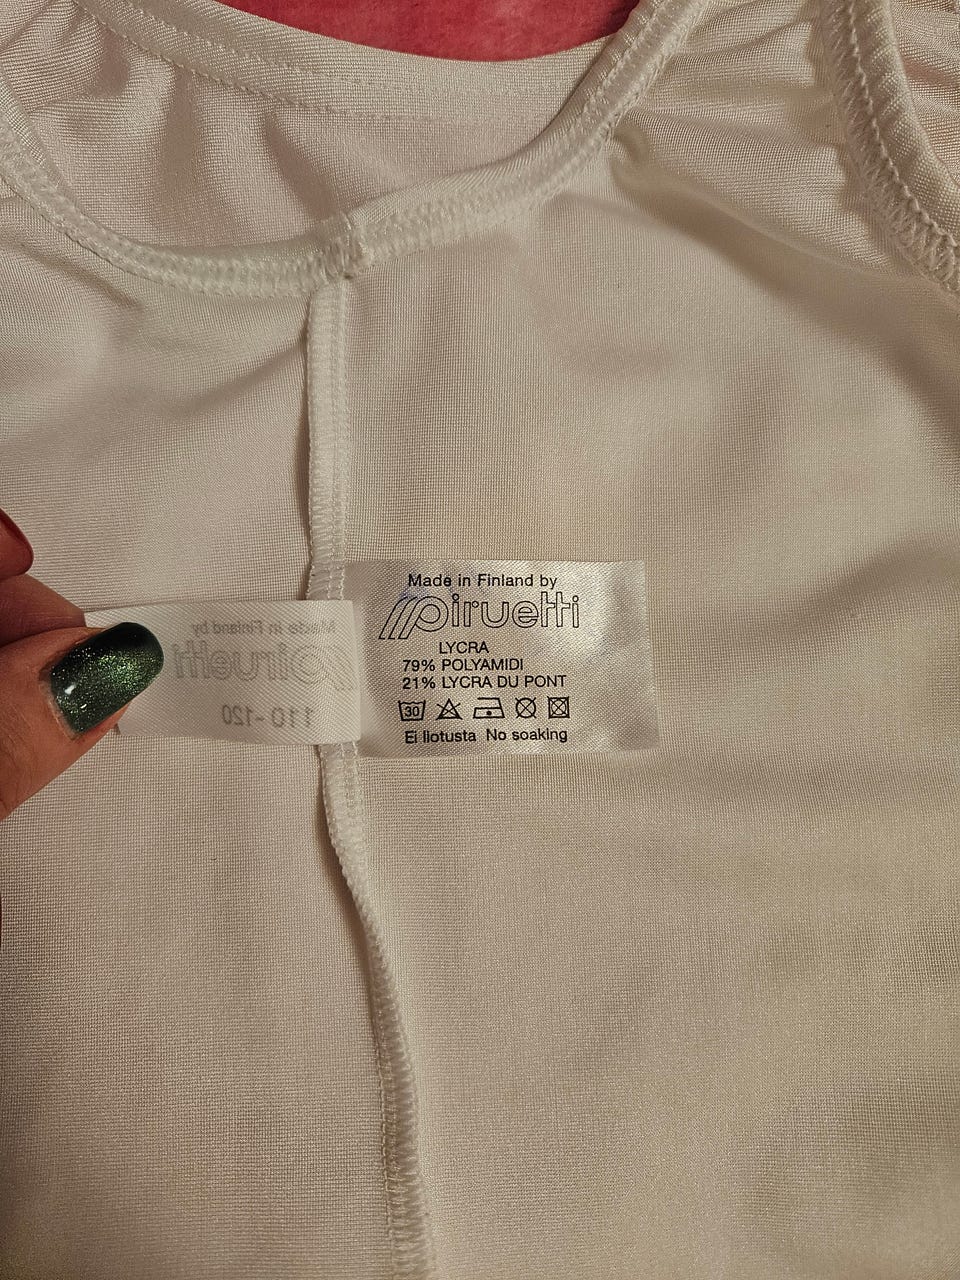 Made in Finland by
piruetti
LYCRA
79% POLYAMIDI
21% LYCRA DU PONT
30
Ei liotusta No soaking
Made in Finland by
piruetti
110-120